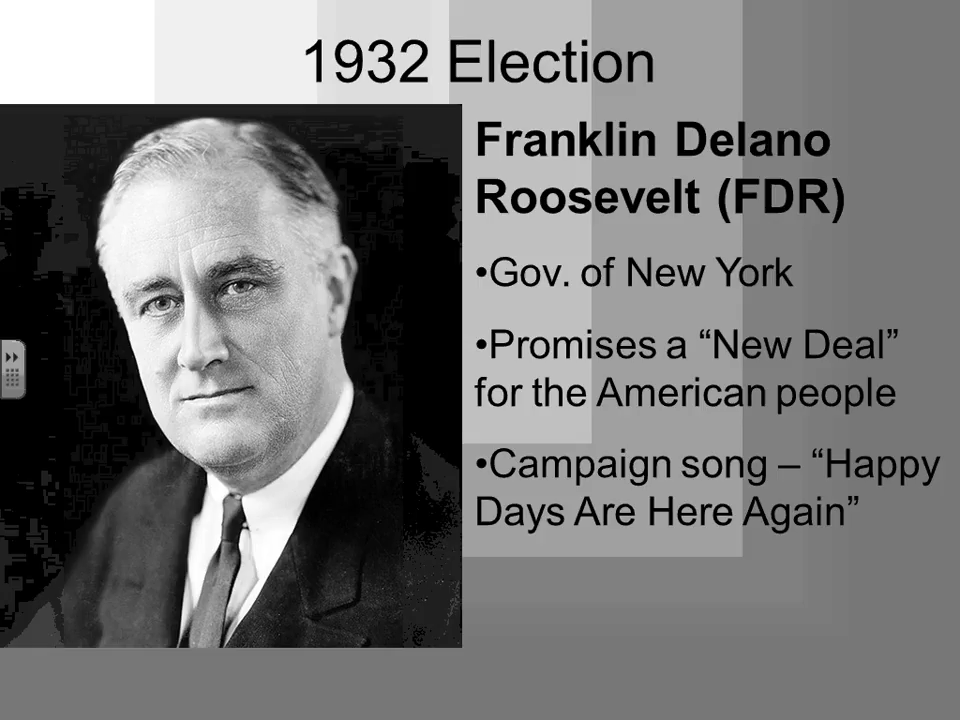 1932 Election
Franklin Delano
Roosevelt (FDR)
•Gov. of New York
•Promises a “New Deal”
for the American people
•Campaign song – “Happy
Days Are Here Again”